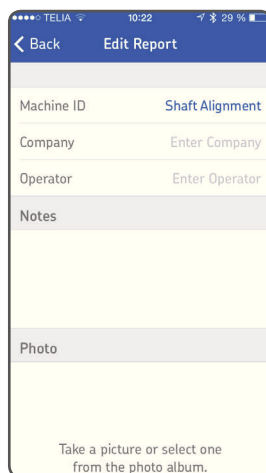 TELIA 10:22 29 %
Back Edit Report
Machine ID Shaft Alignment
Company Enter Company
Operator Enter Operator
Notes
Photo
Take a picture or select one
from the photo album.